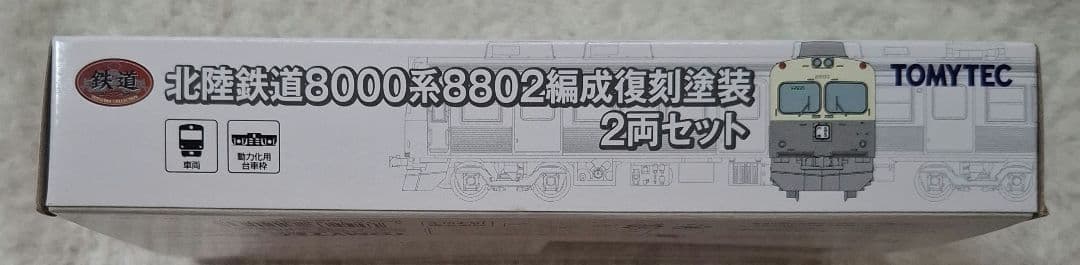 鉄道
北陸鉄道8000系8802編成復刻塗装
2両セット
TOMYTEC
車両
動力化用
台車枠